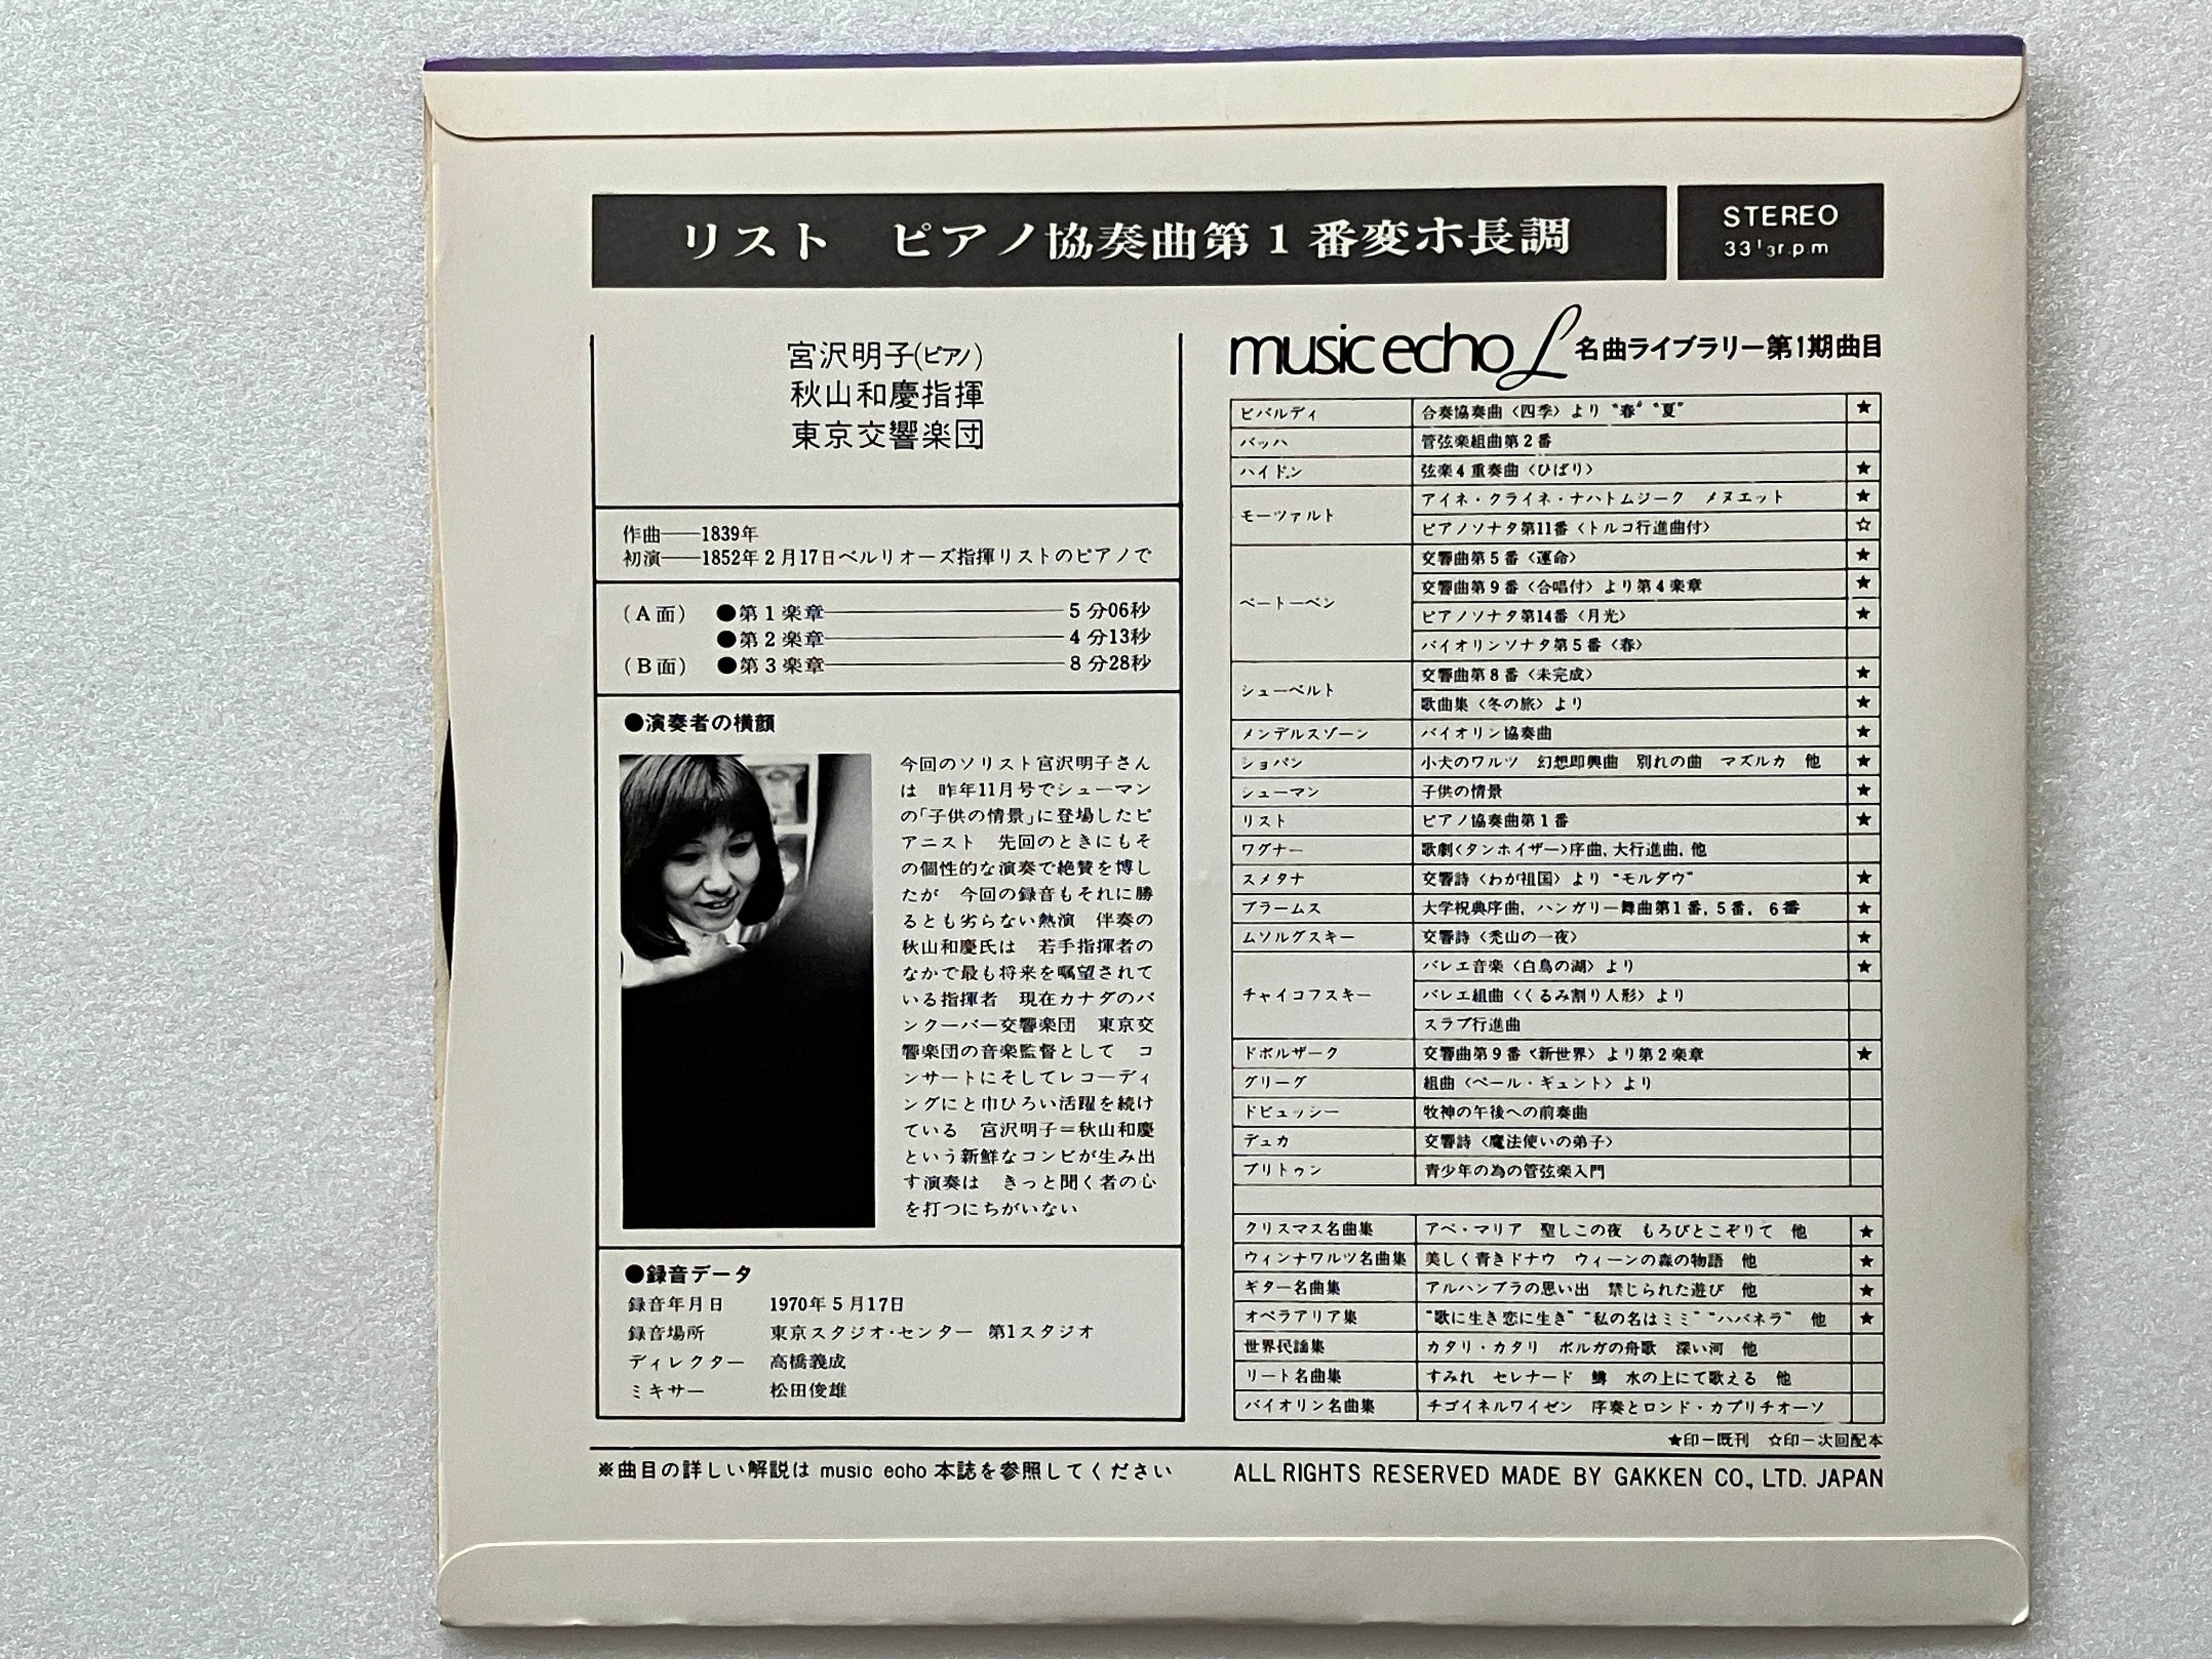 リスト　ピアノ協奏曲第1番変ホ長調
STEREO
33⅓r.p.m
宮沢明子(ピアノ)
秋山和慶指揮
東京交響楽団
作曲──1839年
初演──1852年2月17日ベルリオーズ指揮リストのピアノで
(A面)　●第1楽章────5分06秒
●第2楽章────4分13秒
(B面)　●第3楽章────8分28秒
●演奏者の横顔
今回のソリスト宮沢明子さん
は　昨年11月号でシューマン
の「子供の情景」に登場したピ
アニスト　先回のときにもそ
の個性的な演奏で絶賛を博し
たが　今回の録音もそれに勝
るとも劣らない熱演　伴奏の
秋山和慶氏は　若手指揮者の
なかで最も将来を嘱望されて
いる指揮者　現在カナダのバ
ンクーバー交響楽団　東京交
響楽団の音楽監督として　コ
ンサートにそしてレコーディ
ングにと巾ひろい活躍を続け
ている　宮沢明子=秋山和慶
という新鮮なコンビが生み出
す演奏は　きっと聞く者の心
を打つにちがいない
●録音データ
録音年月日　1970年5月17日
録音場所　東京スタジオ・センター　第1スタジオ
ディレクター　高橋義成
ミキサー　松田俊雄
※曲目の詳しい解説は music echo 本誌を参照してください
music echo L 名曲ライブラリー第1期曲目
ビバルディ　合奏協奏曲〈四季〉より “春” “夏”　★
バッハ　管弦楽組曲第2番
ハイドン　弦楽4重奏曲〈ひばり〉　★
モーツァルト　アイネ・クライネ・ナハトムジーク　メヌエット　★
ピアノソナタ第11番〈トルコ行進曲付〉　☆
ベートーベン　交響曲第5番〈運命〉　★
交響曲第9番〈合唱付〉より第4楽章　★
ピアノソナタ第14番〈月光〉　★
バイオリンソナタ第5番〈春〉
シューベルト　交響曲第8番〈未完成〉　★
歌曲集〈冬の旅〉より　★
メンデルスゾーン　バイオリン協奏曲　★
ショパン　小犬のワルツ　幻想即興曲　別れの曲　マズルカ　他　★
シューマン　子供の情景　★
リスト　ピアノ協奏曲第1番　★
ワグナー　歌劇〈タンホイザー〉序曲, 大行進曲, 他
スメタナ　交響詩〈わが祖国〉より “モルダウ”　★
ブラームス　大学祝典序曲, ハンガリー舞曲第1番, 5番, 6番　★
ムソルグスキー　交響詩〈禿山の一夜〉　★
チャイコフスキー　バレエ音楽〈白鳥の湖〉より　★
バレエ組曲〈くるみ割り人形〉より
スラブ行進曲
ドボルザーク　交響曲第9番〈新世界〉より第2楽章　★
グリーグ　組曲〈ペール・ギュント〉より
ドビュッシー　牧神の午後への前奏曲
デュカ　交響詩〈魔法使いの弟子〉
ブリトゥン　青少年の為の管弦楽入門
クリスマス名曲集　アベ・マリア　聖しこの夜　もろびとこぞりて　他　★
ウィンナワルツ名曲集　美しく青きドナウ　ウィーンの森の物語　他　★
ギター名曲集　アルハンブラの思い出　禁じられた遊び　他　★
オペラアリア集　“歌に生き恋に生き” “私の名はミミ” “ハバネラ”　他　★
世界民謡集　カタリ・カタリ　ボルガの舟歌　深い河　他
リート名曲集　すみれ　セレナード　鱒　水の上にて歌える　他
バイオリン名曲集　チゴイネルワイゼン　序奏とロンド・カプリチオーソ
★印－既刊　☆印－次回配本
ALL RIGHTS RESERVED MADE BY GAKKEN CO., LTD. JAPAN